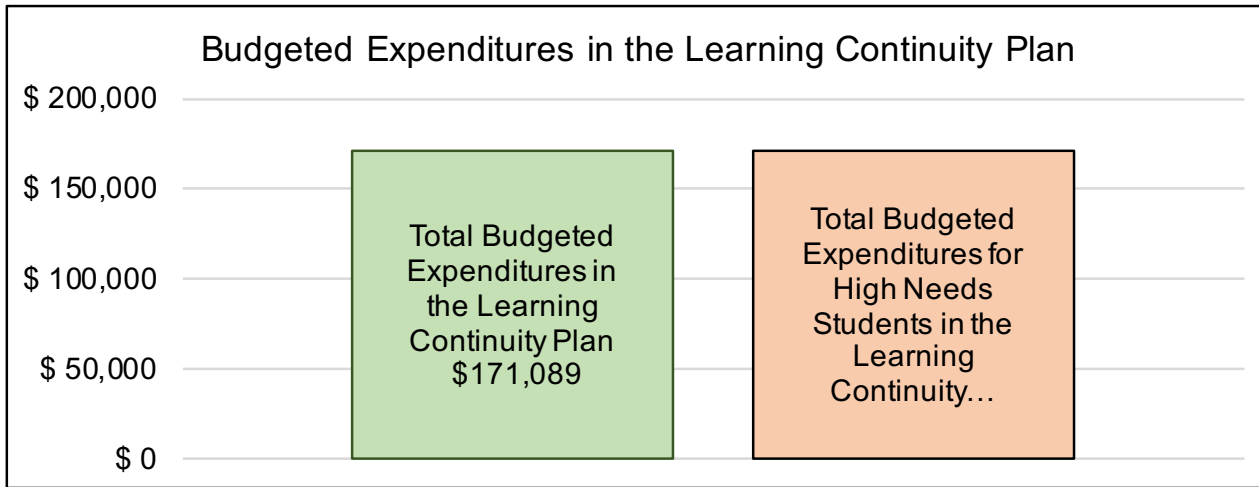 Budgeted Expenditures in the Learning Continuity Plan
$ 200,000
$ 150,000
$ 100,000
$ 50,000
$ 0
Total Budgeted
Expenditures in
the Learning
Continuity Plan
$171,089
Total Budgeted
Expenditures for
High Needs
Students in the
Learning
Continuity…